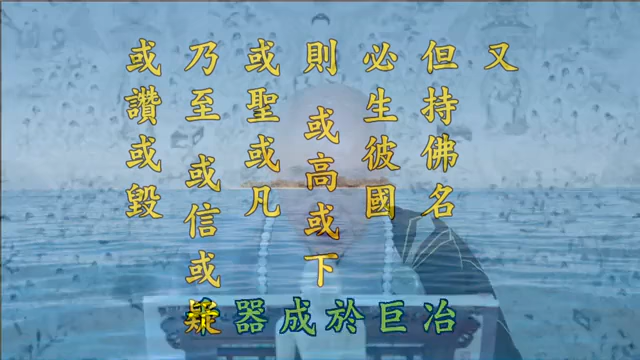 又
但持佛名
必生彼國
則 或高或下
或聖或凡
乃至 或信或疑
或讚或毀
器成於巨冶